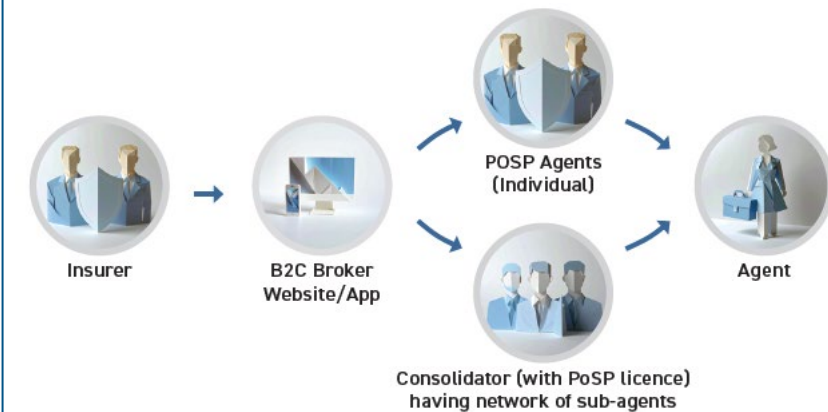 Insurer
B2C Broker
Website/App
POSP Agents
(Individual)
Consolidator (with PoSP licence)
having network of sub-agents
Agent